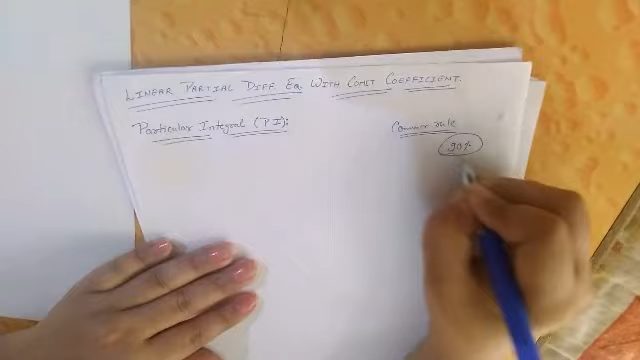 LINEAR PARTIAL DIFF EQ. WITH CONST COEFFICIENT.
Particular Integral (P I):
Common rule
90%